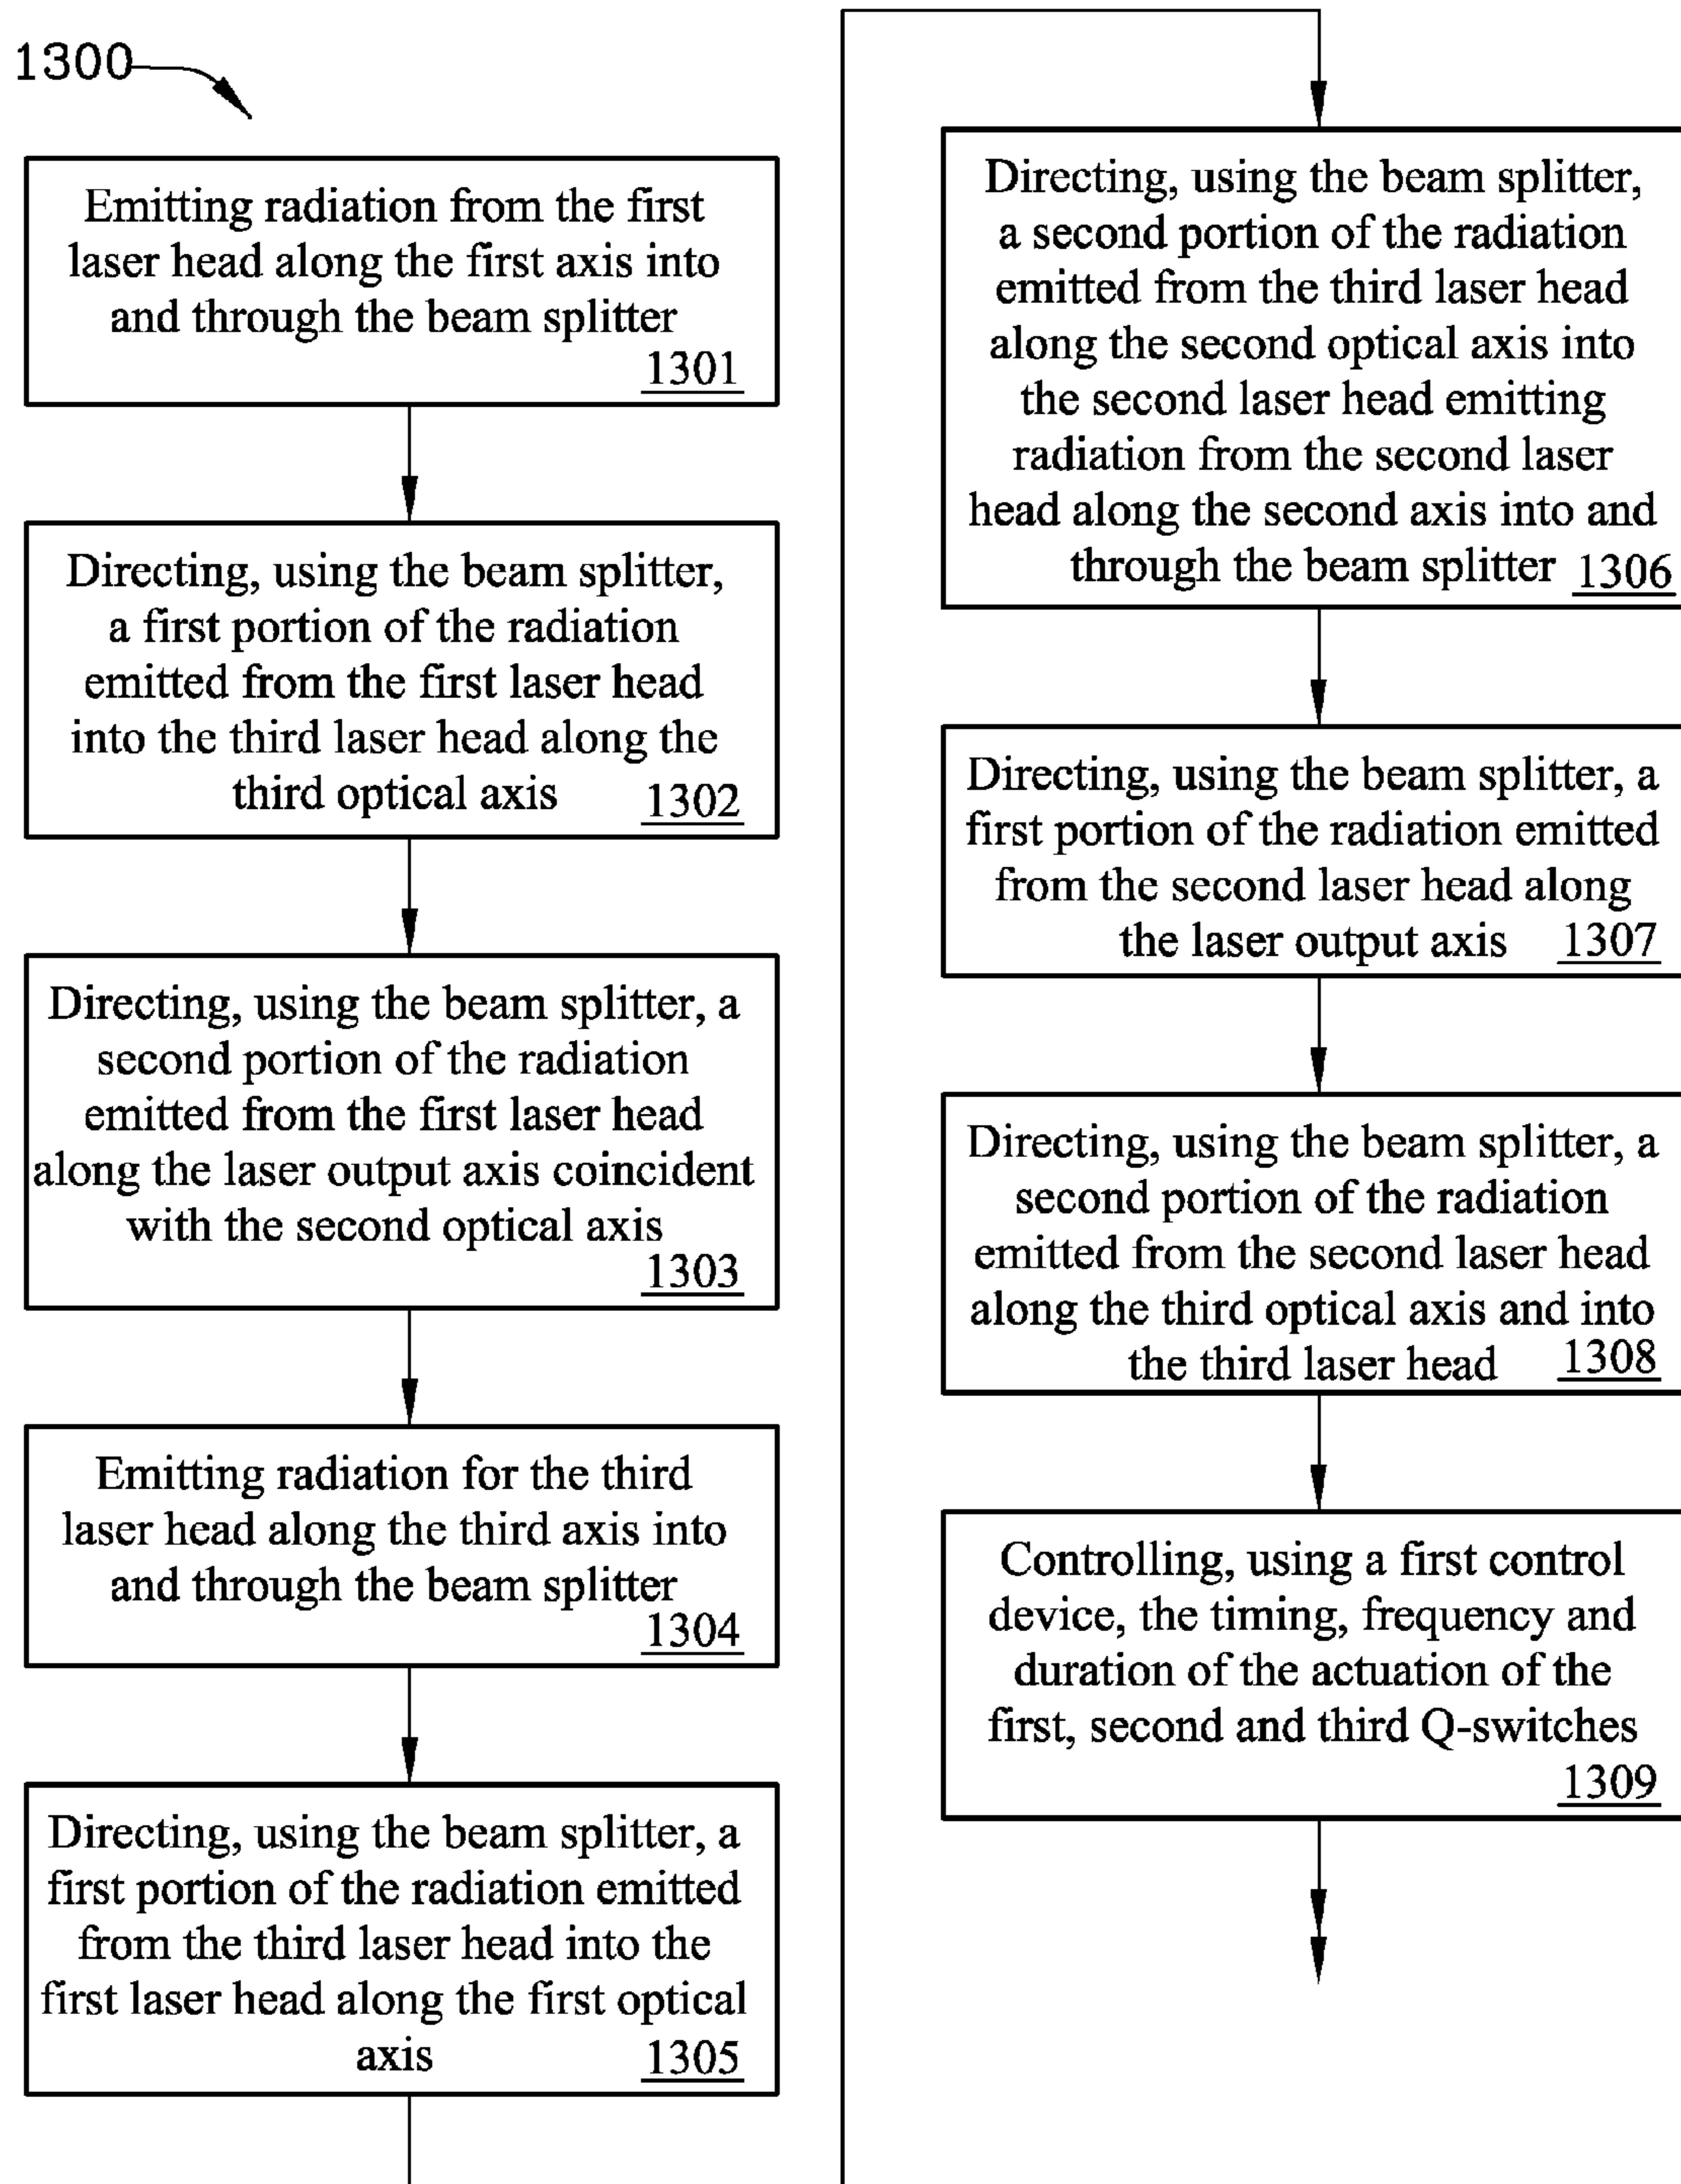 1300
Emitting radiation from the first
laser head along the first axis into
and through the beam splitter
1301
Directing, using the beam splitter,
a first portion of the radiation
emitted from the first laser head
into the third laser head along the
third optical axis 1302
Directing, using the beam splitter, a
second portion of the radiation
emitted from the first laser head
along the laser output axis coincident
with the second optical axis
1303
Emitting radiation for the third
laser head along the third axis into
and through the beam splitter
1304
Directing, using the beam splitter, a
first portion of the radiation emitted
from the third laser head into the
first laser head along the first optical
axis 1305
Directing, using the beam splitter,
a second portion of the radiation
emitted from the third laser head
along the second optical axis into
the second laser head emitting
radiation from the second laser
head along the second axis into and
through the beam splitter 1306
Directing, using the beam splitter, a
first portion of the radiation emitted
from the second laser head along
the laser output axis 1307
Directing, using the beam splitter, a
second portion of the radiation
emitted from the second laser head
along the third optical axis and into
the third laser head 1308
Controlling, using a first control
device, the timing, frequency and
duration of the actuation of the
first, second and third Q-switches
1309